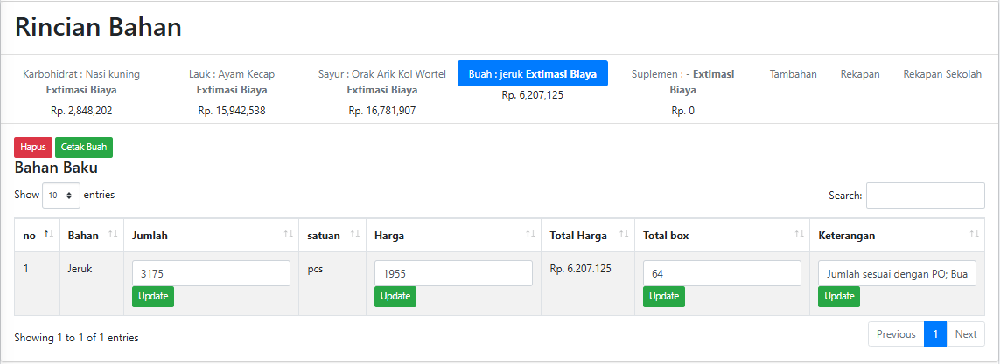 Rincian Bahan
Karbohidrat : Nasi kuning
Extimasi Biaya
Rp. 2,848,202
Lauk : Ayam Kecap
Extimasi Biaya
Rp. 15,942,538
Sayur : Orak Arik Kol Wortel
Extimasi Biaya
Rp. 16,781,907
Buah : jeruk Extimasi Biaya
Rp. 6,207,125
Suplemen : - Extimasi
Biaya
Rp. 0
Tambahan
Rekapan
Rekapan Sekolah
Hapus Cetak Buah
Bahan Baku
Show 10 entries
Search:
no Bahan Jumlah satuan Harga Total Harga Total box Keterangan
1 Jeruk 3175 pcs 1955 Rp. 6.207.125 64 Jumlah sesuai dengan PO; Bua
Update Update Update Update
Showing 1 to 1 of 1 entries
Previous 1 Next